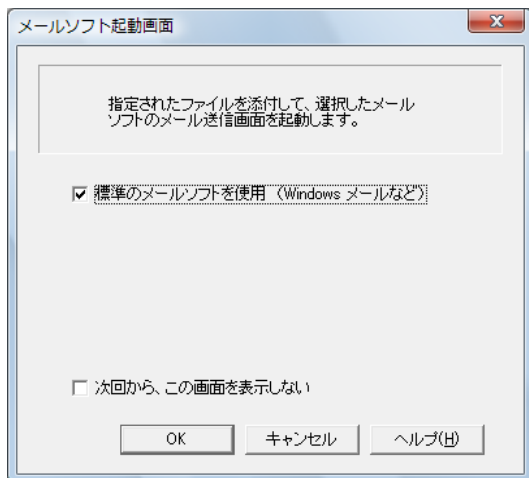 メールソフト起動画面
指定されたファイルを添付して、選択したメール
ソフトのメール送信画面を起動します。
標準のメールソフトを使用 (Windows メールなど)
次回から、この画面を表示しない
OK
キャンセル
ヘルプ(H)